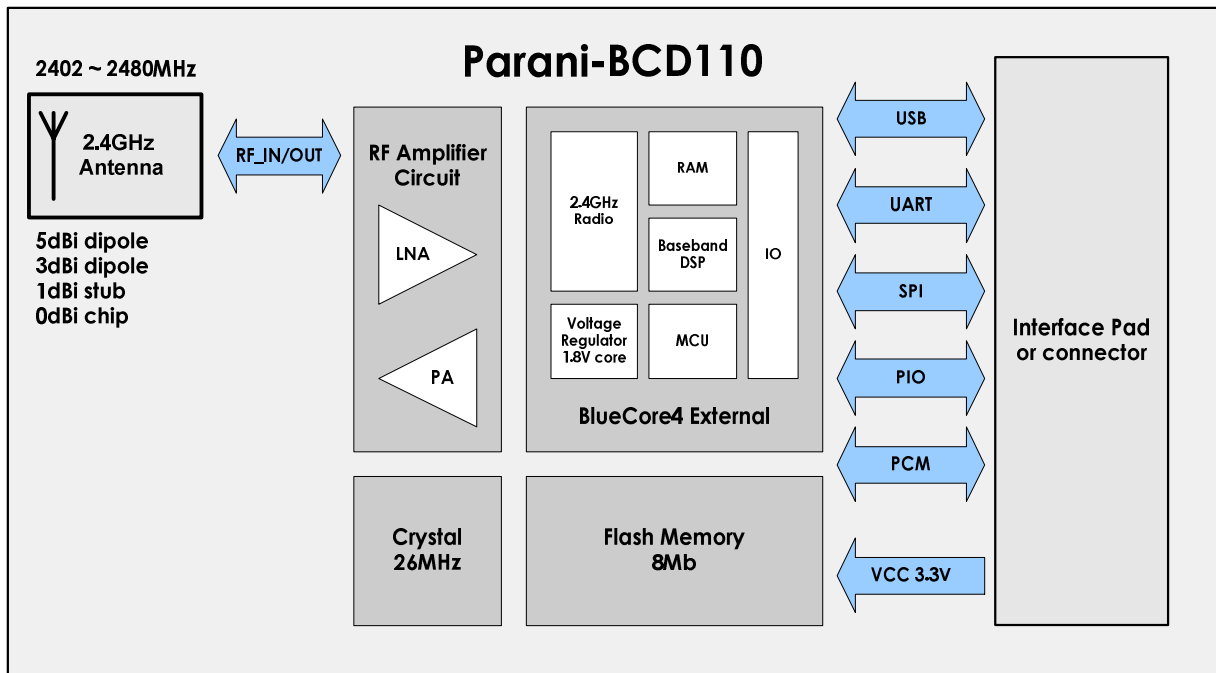 Parani-BCD110
2402 ~ 2480MHz
2.4GHz
Antenna
5dBi dipole
3dBi dipole
1dBi stub
0dBi chip
RF_IN/OUT
RF Amplifier
Circuit
LNA
PA
2.4GHz
Radio
RAM
Baseband
DSP
IO
Voltage
Regulator
1.8V core
MCU
BlueCore4 External
Crystal
26MHz
Flash Memory
8Mb
USB
UART
SPI
PIO
PCM
VCC 3.3V
Interface Pad
or connector